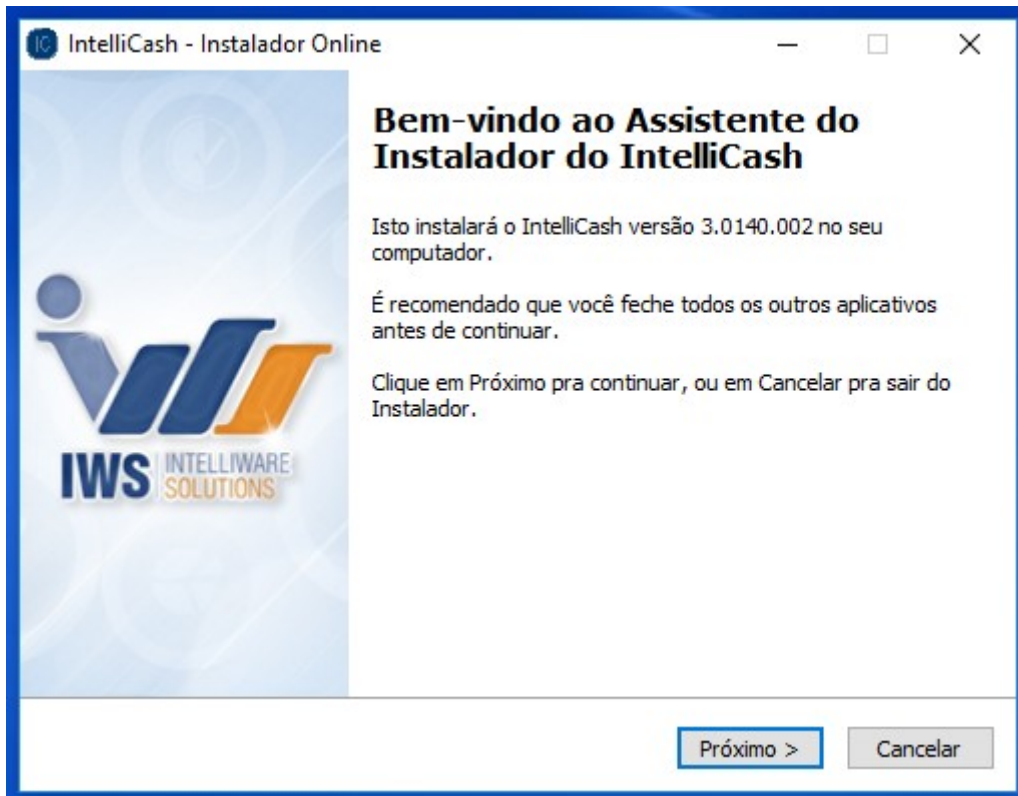 IC IntelliCash - Instalador Online
Bem-vindo ao Assistente do
Instalador do IntelliCash
Isto instalará o IntelliCash versão 3.0140.002 no seu
computador.
É recomendado que você feche todos os outros aplicativos
antes de continuar.
Clique em Próximo pra continuar, ou em Cancelar pra sair do
Instalador.
IWS INTELLIWARE
SOLUTIONS
Próximo >
Cancelar